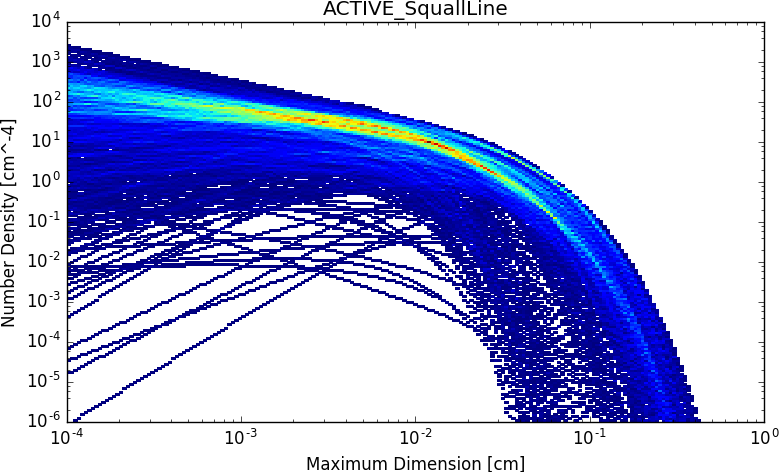 ACTIVE_SquallLine
10^4
10^3
10^2
10^1
10^0
10^-1
10^-2
10^-3
10^-4
10^-5
10^-6
Number Density [cm^-4]
10^-4 10^-3 10^-2 10^-1 10^0
Maximum Dimension [cm]